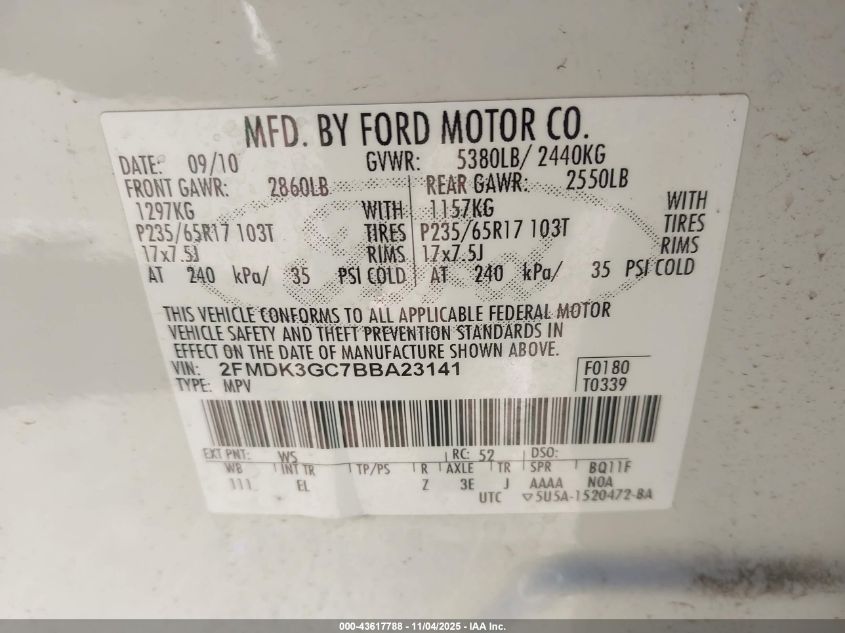 MFD. BY FORD MOTOR CO.
DATE: 09/10 GVWR: 5380LB/ 2440KG
FRONT GAWR: 2860LB REAR GAWR: 2550LB
1297KG WITH 1157KG WITH
P235/65R17 103T TIRES P235/65R17 103T TIRES
17x7.5J RIMS 17x7.5J RIMS
AT 240 kPa/ 35 PSI COLD AT 240 kPa/ 35 PSI COLD
THIS VEHICLE CONFORMS TO ALL APPLICABLE FEDERAL MOTOR
VEHICLE SAFETY AND THEFT PREVENTION STANDARDS IN
EFFECT ON THE DATE OF MANUFACTURE SHOWN ABOVE.
VIN: 2FMDK3GC7BBA23141 F0180
TYPE: MPV T0339
EXT PNT: WS RC: 52 DSO:
WB INT TR TP/PS R AXLE TR SPR BQ11F
111 EL Z 3E J AAAA N0A
UTC ▽5U5A-1520472-BA
000-43617788 - 11/04/2025 - IAA Inc.